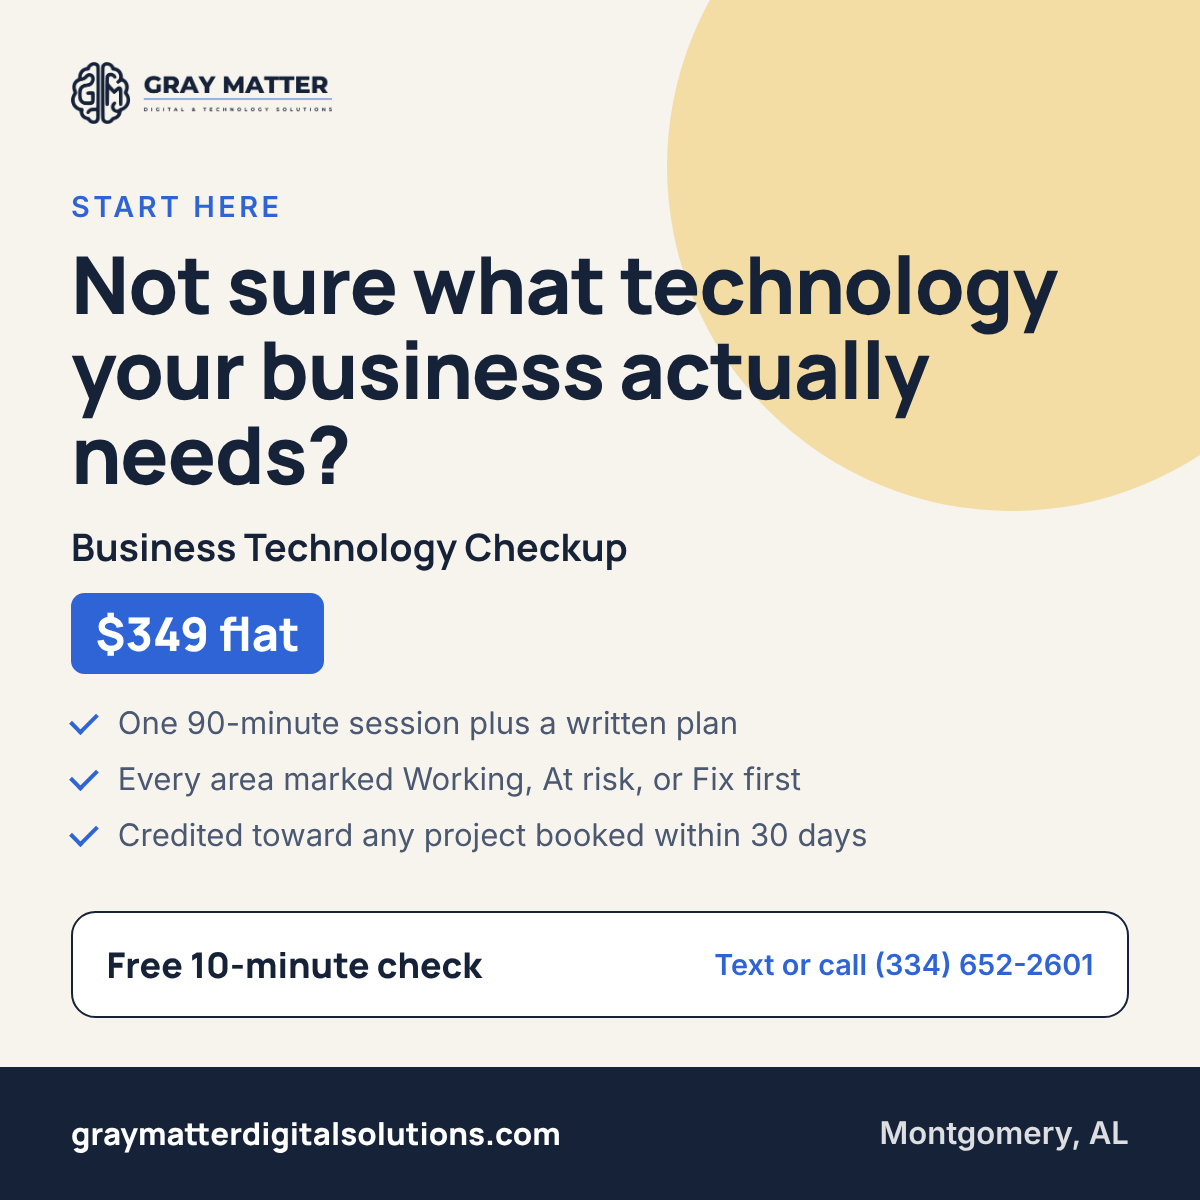 GM
GRAY MATTER
DIGITAL & TECHNOLOGY SOLUTIONS
START HERE
Not sure what technology
your business actually
needs?
Business Technology Checkup
$349 flat
One 90-minute session plus a written plan
Every area marked Working, At risk, or Fix first
Credited toward any project booked within 30 days
Free 10-minute check
Text or call (334) 652-2601
graymatterdigitalsolutions.com
Montgomery, AL